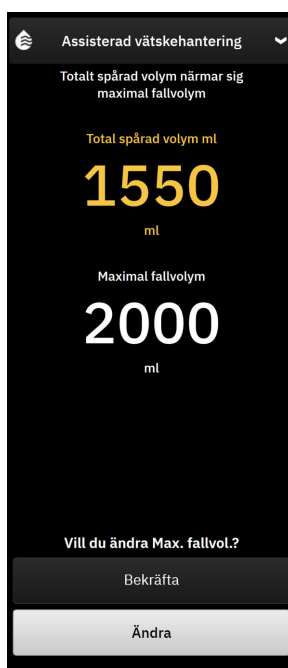 Assisterad vätskehantering
Totalt spårad volym närmar sig
maximal fallvolym
Total spårad volym ml
1550
ml
Maximal fallvolym
2000
ml
Vill du ändra Max. fallvol.?
Bekräfta
Ändra